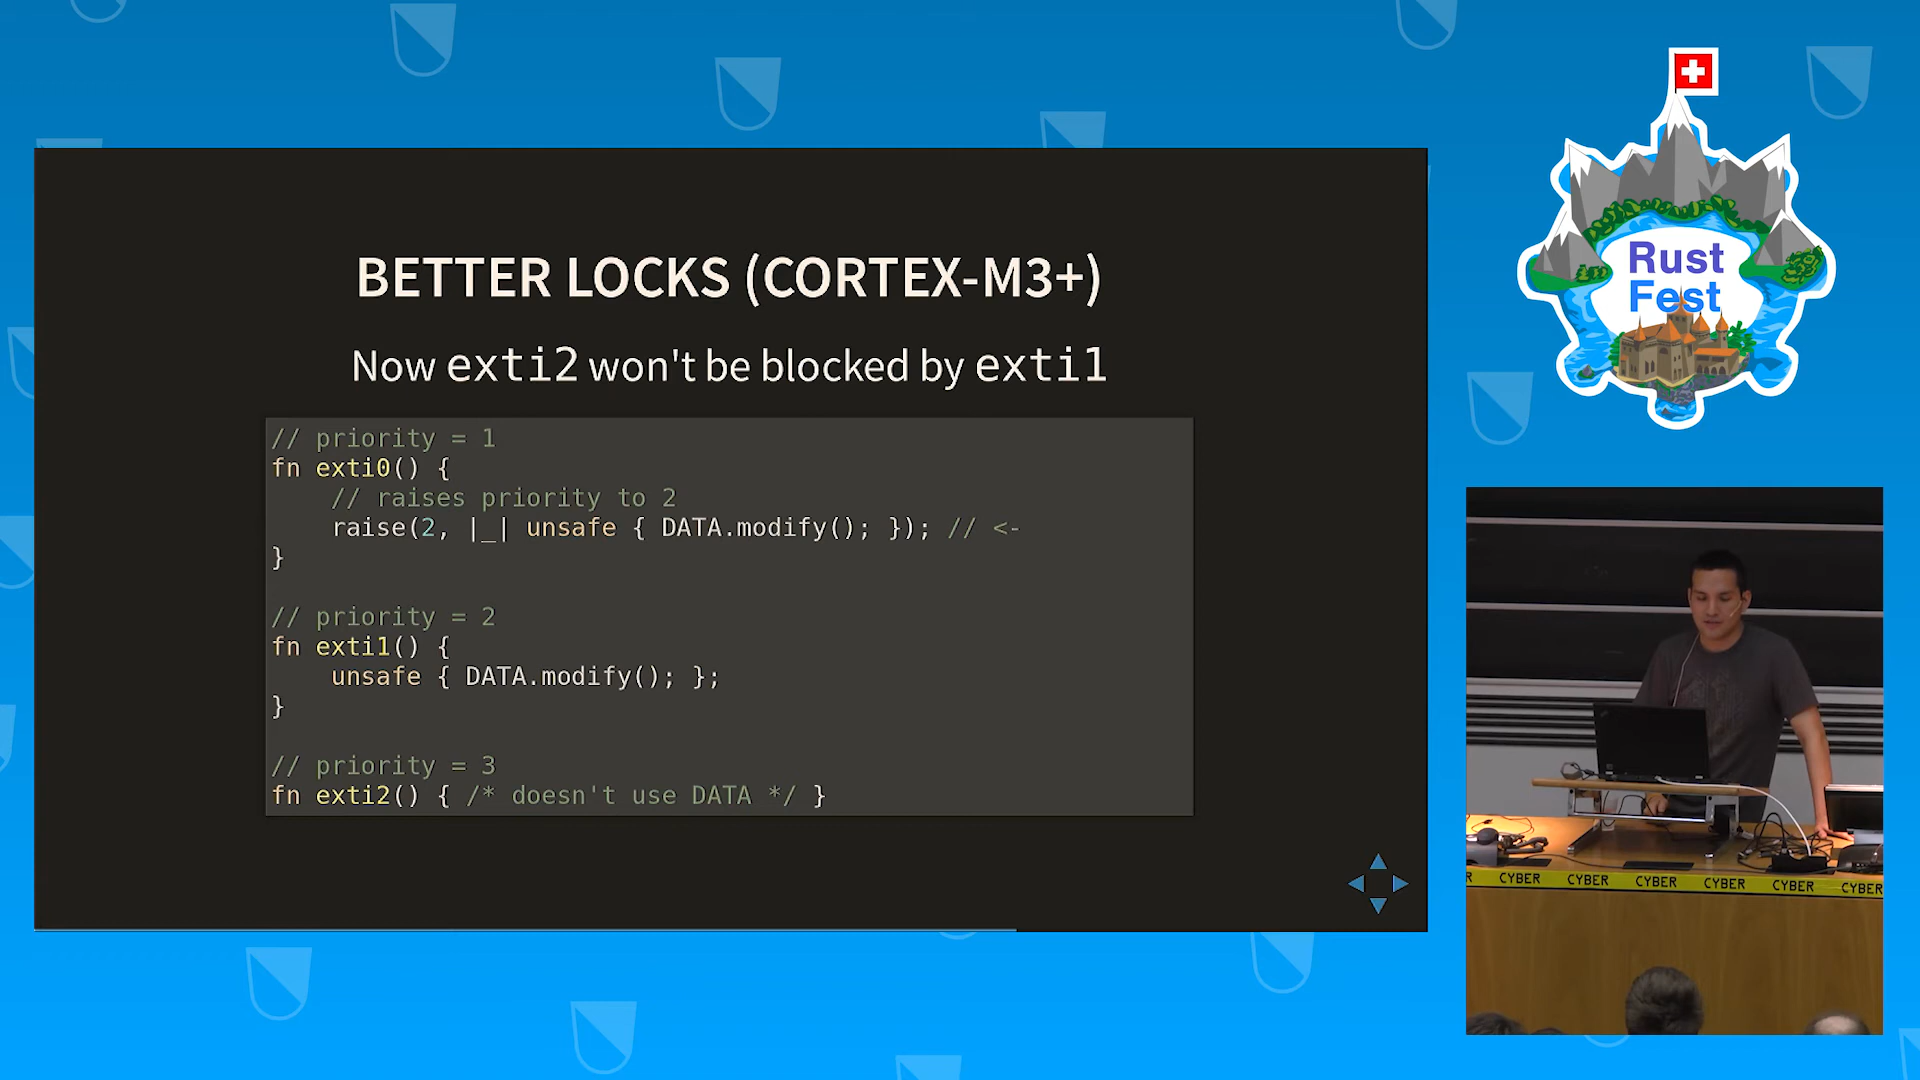 BETTER LOCKS (CORTEX-M3+)
Now exti2 won't be blocked by exti1
// priority = 1
fn exti0() {
    // raises priority to 2
    raise(2, |_| unsafe { DATA.modify(); }); // <-
}
// priority = 2
fn exti1() {
    unsafe { DATA.modify(); };
}
// priority = 3
fn exti2() { /* doesn't use DATA */ }
Rust
Fest
R CYBER CYBER CYBER CYBER CYBER CYBER